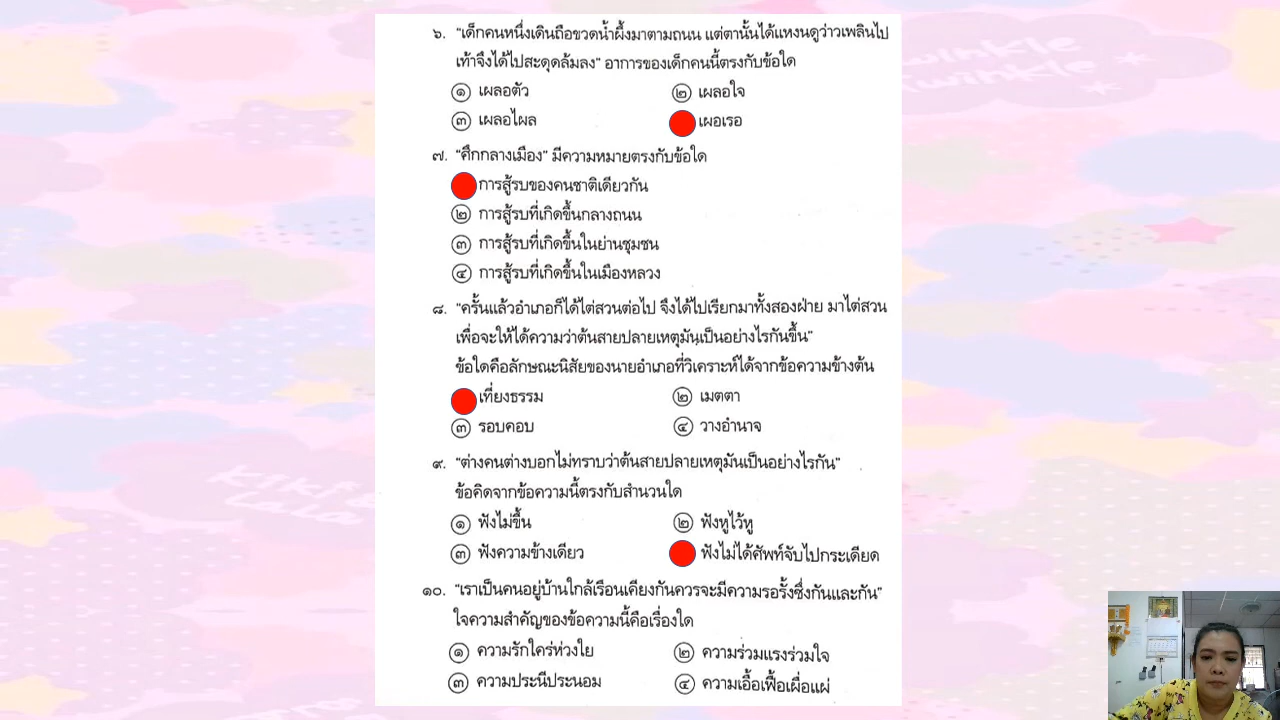 ๖. "เด็กคนหนึ่งเดินถือขวดน้ำผึ้งมาตามถนน แต่ตานั้นได้แหงนดูว่าวเพลินไป
เท้าจึงได้ไปสะดุดล้มลง" อาการของเด็กคนนี้ตรงกับข้อใด
๑ เผลอตัว ๒ เผลอใจ
๓ เผลอไผล เผอเรอ
๗. "ศึกกลางเมือง" มีความหมายตรงกับข้อใด
การสู้รบของคนชาติเดียวกัน
๒ การสู้รบที่เกิดขึ้นกลางถนน
๓ การสู้รบที่เกิดขึ้นในย่านชุมชน
๔ การสู้รบที่เกิดขึ้นในเมืองหลวง
๘. "ครั้นแล้วอำเภอก็ได้ไต่สวนต่อไป จึงได้ไปเรียกมาทั้งสองฝ่าย มาไต่สวน
เพื่อจะให้ได้ความว่าต้นสายปลายเหตุมันเป็นอย่างไรกันขึ้น"
ข้อใดคือลักษณะนิสัยของนายอำเภอที่วิเคราะห์ได้จากข้อความข้างต้น
เที่ยงธรรม ๒ เมตตา
๓ รอบคอบ ๔ วางอำนาจ
๙. "ต่างคนต่างบอกไม่ทราบว่าต้นสายปลายเหตุมันเป็นอย่างไรกัน"
ข้อคิดจากข้อความนี้ตรงกับสำนวนใด
๑ ฟังไม่ขึ้น ๒ ฟังหูไว้หู
๓ ฟังความข้างเดียว ฟังไม่ได้ศัพท์จับไปกระเดียด
๑๐. "เราเป็นคนอยู่บ้านใกล้เรือนเคียงกันควรจะมีความรอรั้งซึ่งกันและกัน"
ใจความสำคัญของข้อความนี้คือเรื่องใด
๑ ความรักใคร่ห่วงใย ๒ ความร่วมแรงร่วมใจ
๓ ความประนีประนอม ๔ ความเอื้อเฟื้อเผื่อแผ่